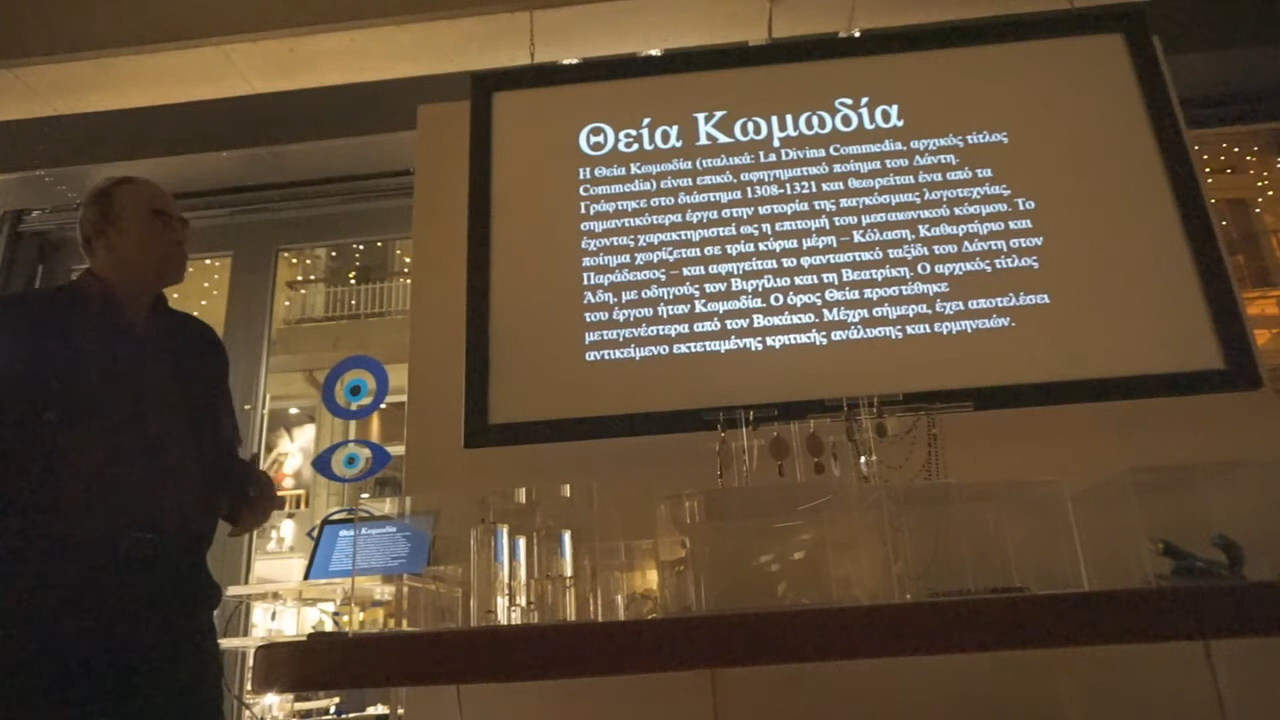 Θεία Κωμωδία
Η Θεία Κωμωδία (ιταλικά: La Divina Commedia, αρχικός τίτλος
Commedia) είναι επικό, αφηγηματικό ποίημα του Δάντη.
Γράφτηκε στο διάστημα 1308-1321 και θεωρείται ένα από τα
σημαντικότερα έργα στην ιστορία της παγκόσμιας λογοτεχνίας,
έχοντας χαρακτηριστεί ως η επιτομή του μεσαιωνικού κόσμου. Το
ποίημα χωρίζεται σε τρία κύρια μέρη – Κόλαση, Καθαρτήριο και
Παράδεισος – και αφηγείται το φανταστικό ταξίδι του Δάντη στον
Άδη, με οδηγούς τον Βιργίλιο και τη Βεατρίκη. Ο αρχικός τίτλος
του έργου ήταν Κωμωδία. Ο όρος Θεία προστέθηκε
μεταγενέστερα από τον Βοκάκιο. Μέχρι σήμερα, έχει αποτελέσει
αντικείμενο εκτεταμένης κριτικής ανάλυσης και ερμηνειών.
Θεία Κωμωδία